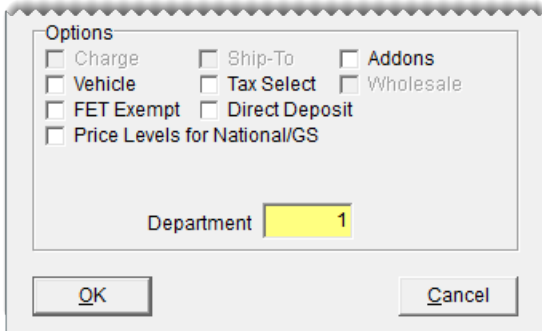 Options
Charge Ship-To Addons
Vehicle Tax Select Wholesale
FET Exempt Direct Deposit
Price Levels for National/GS
Department 1
OK Cancel